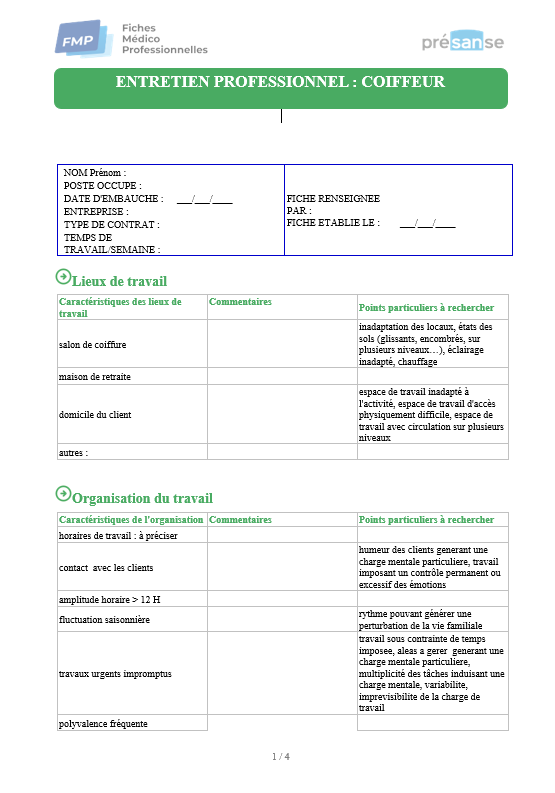 FMP
Fiches
Médico
Professionnelles
présanse
ENTRETIEN PROFESSIONNEL : COIFFEUR
NOM Prénom :
POSTE OCCUPE :
DATE D'EMBAUCHE : ___/___/____
ENTREPRISE :
TYPE DE CONTRAT :
TEMPS DE
TRAVAIL/SEMAINE :
FICHE RENSEIGNEE
PAR :
FICHE ETABLIE LE : ___/___/____
Lieux de travail
Caractéristiques des lieux de
travail
Commentaires
Points particuliers à rechercher
salon de coiffure
inadaptation des locaux, états des
sols (glissants, encombrés, sur
plusieurs niveaux…), éclairage
inadapté, chauffage
maison de retraite
domicile du client
espace de travail inadapté à
l'activité, espace de travail d'accès
physiquement difficile, espace de
travail avec circulation sur plusieurs
niveaux
autres :
Organisation du travail
Caractéristiques de l'organisation
Commentaires
Points particuliers à rechercher
horaires de travail : à préciser
contact  avec les clients
humeur des clients generant une
charge mentale particuliere, travail
imposant un contrôle permanent ou
excessif des émotions
amplitude horaire > 12 H
fluctuation saisonnière
rythme pouvant générer une
perturbation de la vie familiale
travaux urgents impromptus
travail sous contrainte de temps
imposee, aleas a gerer  generant une
charge mentale particuliere,
multiplicité des tâches induisant une
charge mentale, variabilite,
imprevisibilite de la charge de
travail
polyvalence fréquente
1 / 4